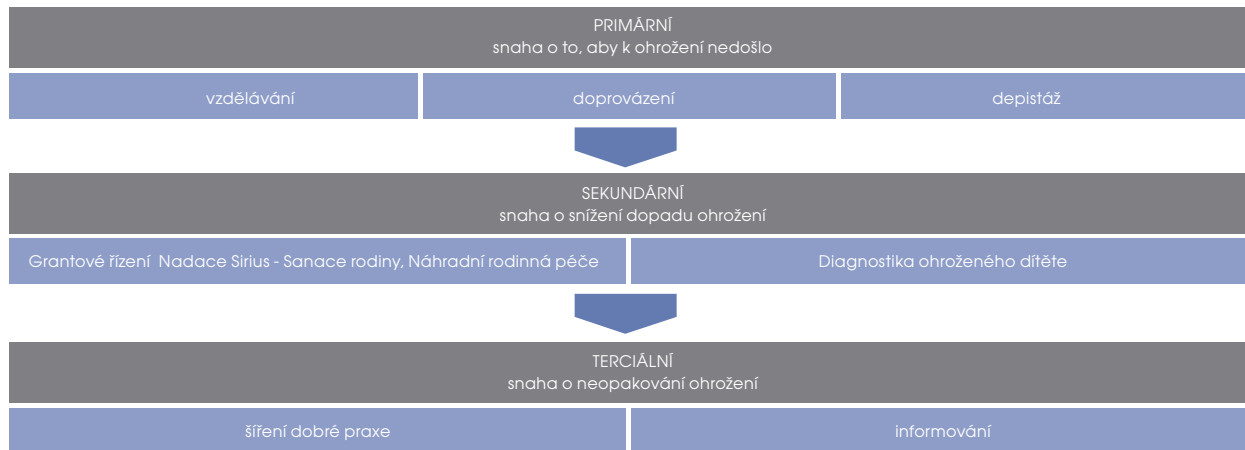 PRIMÁRNÍ
snaha o to, aby k ohrožení nedošlo
vzdělávání
doprovázení
depistáž
SEKUNDÁRNÍ
snaha o snížení dopadu ohrožení
Grantové řízení  Nadace Sirius - Sanace rodiny, Náhradní rodinná péče
Diagnostika ohroženého dítěte
TERCIÁLNÍ
snaha o neopakování ohrožení
šíření dobré praxe
informování